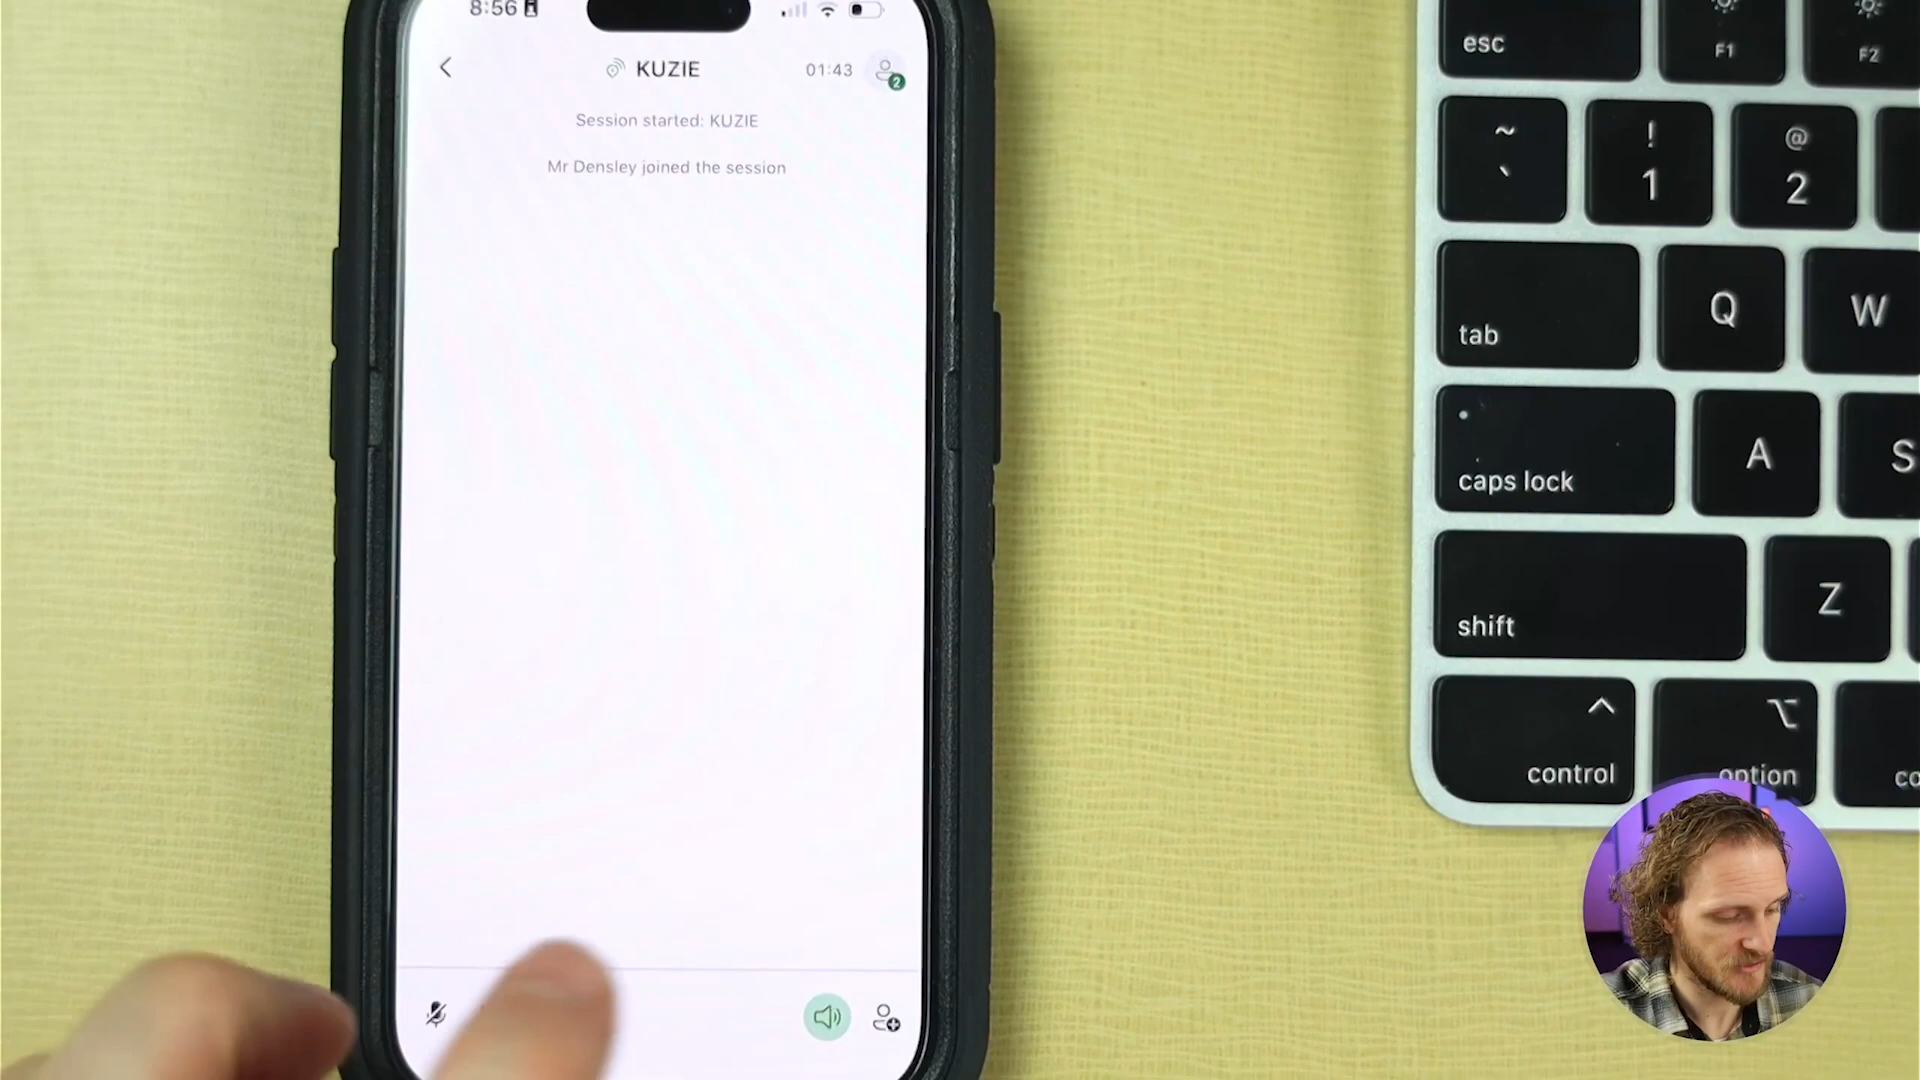 8:56
KUZIE
01:43
2
Session started: KUZIE
Mr Densley joined the session
esc
F1
F2
~
`
!
1
@
2
tab
Q
W
caps lock
A
S
shift
Z
control
option
co